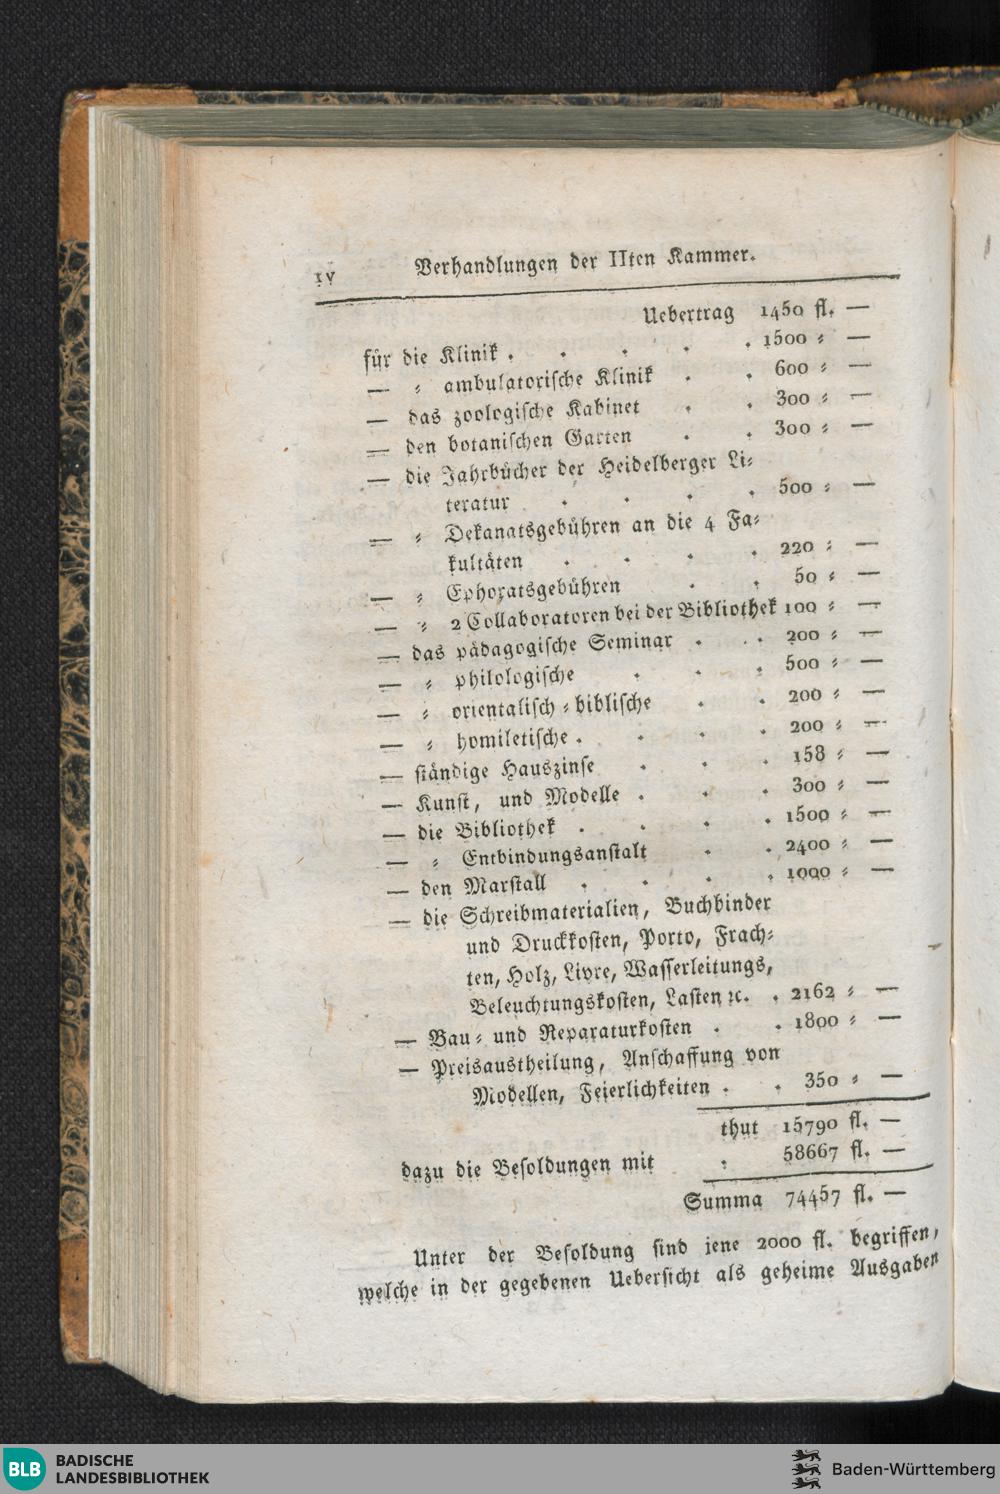 IV Verhandlungen der IIten Kammer.
Uebertrag 1450 fl. —
für die Klinik . . . . . 1500 ⸗ —
— ⸗ ambulatorische Klinik . . 600 ⸗ —
— das zoologische Kabinet . . 300 ⸗ —
— den botanischen Garten . . 300 ⸗ —
— die Jahrbücher der Heidelberger Li⸗
teratur . . . . 500 ⸗ —
— ⸗ Dekanatsgebühren an die 4 Fa⸗
kultäten . . . . 220 ⸗ —
— ⸗ Ephoratsgebühren . . 50 ⸗ —
— ⸗ 2 Collaboratoren bei der Bibliothek 100 ⸗ —
— das pädagogische Seminar . . 200 ⸗ —
— ⸗ philologische . . . 500 ⸗ —
— ⸗ orientalisch⸗biblische . . 200 ⸗ —
— ⸗ homiletische . . . . 200 ⸗ —
— ständige Hauszinse . . . 158 ⸗ —
— Kunst, und Modelle . . . 300 ⸗ —
— die Bibliothek . . . . 1500 ⸗ —
— ⸗ Entbindungsanstalt . . 2400 ⸗ —
— den Marstall . . . . 1000 ⸗ —
— die Schreibmaterialien, Buchbinder
und Druckkosten, Porto, Frach⸗
ten, Holz, Livre, Wasserleitungs,
Beleuchtungskosten, Lasten ꝛc. . 2162 ⸗ —
— Bau⸗ und Reparaturkosten . . 1800 ⸗ —
— Preisaustheilung, Anschaffung von
Modellen, Feierlichkeiten . . 350 ⸗ —
thut 15790 fl. —
dazu die Besoldungen mit . 58667 fl. —
Summa 74457 fl. —
Unter der Besoldung sind jene 2000 fl. begriffen,
welche in der gegebenen Uebersicht als geheime Ausgaben
BLB BADISCHE
LANDESBIBLIOTHEK
Baden-Württemberg